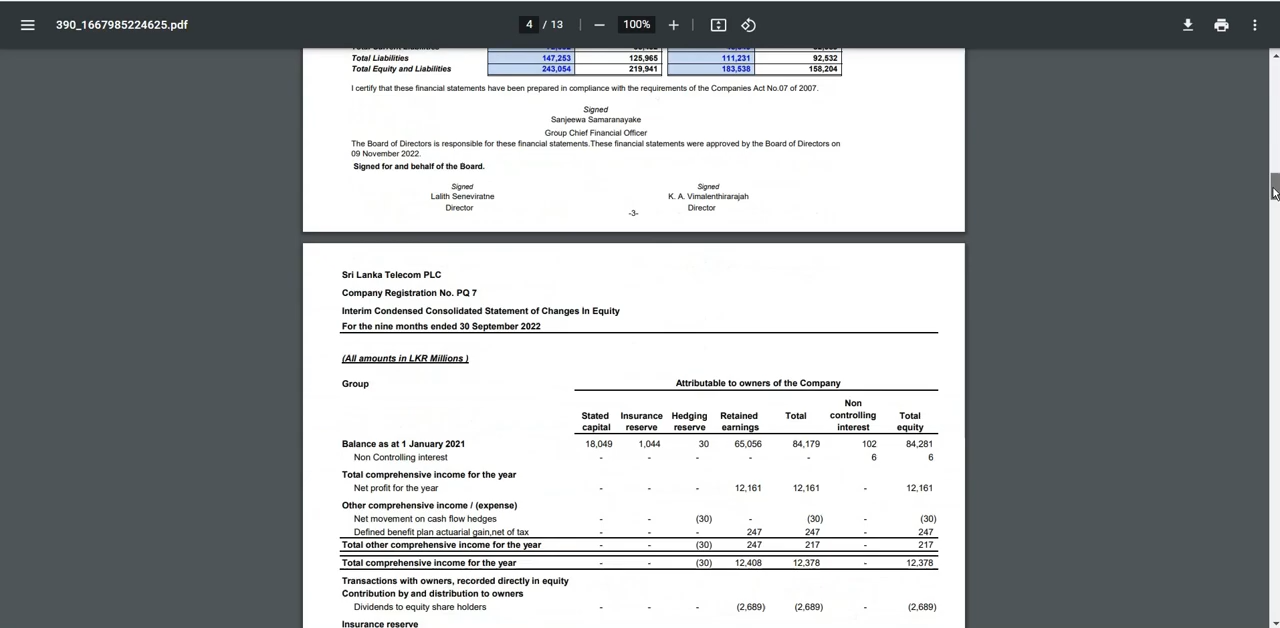 390_1667985224625.pdf 4 / 13 100%
Total Liabilities 147,253 125,965 111,231 92,532
Total Equity and Liabilities 243,054 219,941 183,538 158,204
I certify that these financial statements have been prepared in compliance with the requirements of the Companies Act No.07 of 2007.
Signed
Sanjeewa Samaranayake
Group Chief Financial Officer
The Board of Directors is responsible for these financial statements.These financial statements were approved by the Board of Directors on
09 November 2022.
Signed for and behalf of the Board.
Signed Signed
Lalith Seneviratne K. A. Vimalenthirarajah
Director Director
-3-
Sri Lanka Telecom PLC
Company Registration No. PQ 7
Interim Condensed Consolidated Statement of Changes In Equity
For the nine months ended 30 September 2022
(All amounts in LKR Millions )
Group Attributable to owners of the Company
Non
Stated Insurance Hedging Retained Total controlling Total
capital reserve reserve earnings interest equity
Balance as at 1 January 2021 18,049 1,044 30 65,056 84,179 102 84,281
Non Controlling interest - - - - - 6 6
Total comprehensive income for the year
Net profit for the year - - - 12,161 12,161 - 12,161
Other comprehensive income / (expense)
Net movement on cash flow hedges - - (30) - (30) - (30)
Defined benefit plan actuarial gain,net of tax - - - 247 247 - 247
Total other comprehensive income for the year - - (30) 247 217 - 217
Total comprehensive income for the year - - (30) 12,408 12,378 - 12,378
Transactions with owners, recorded directly in equity
Contribution by and distribution to owners
Dividends to equity share holders - - - (2,689) (2,689) - (2,689)
Insurance reserve